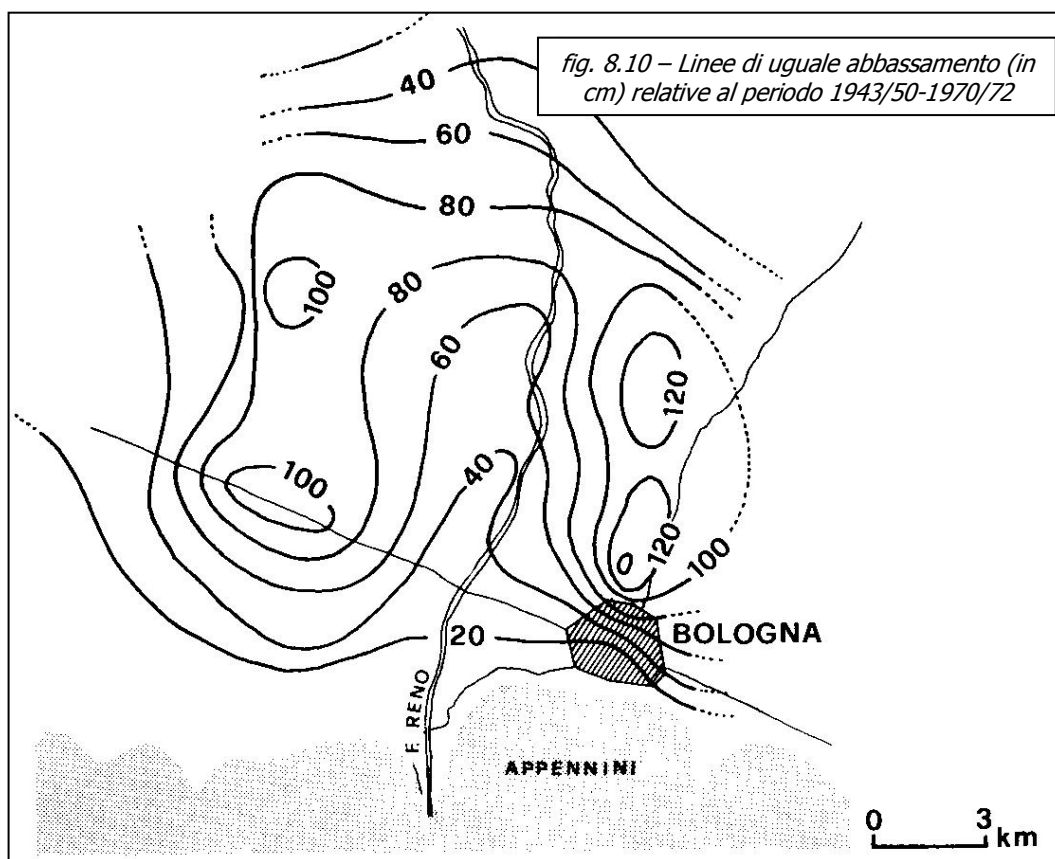 fig. 8.10 – Linee di uguale abbassamento (in
cm) relative al periodo 1943/50-1970/72
40
60
80
100
80
60
120
100
40
120
100
20
BOLOGNA
F. RENO
APPENNINI
0 3
km